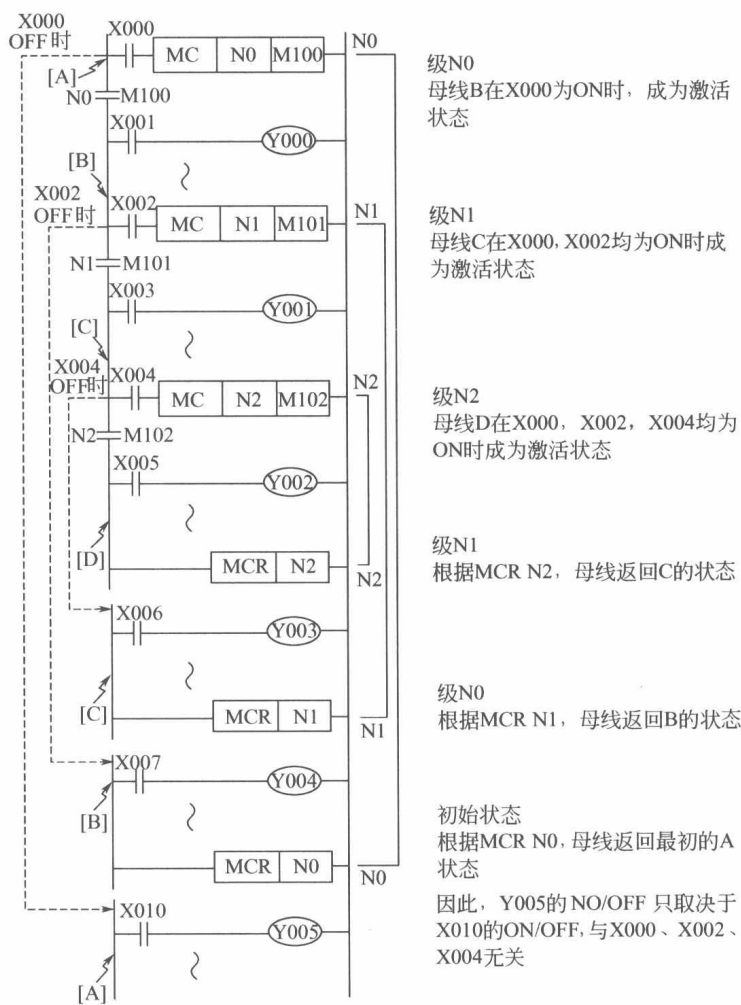 X000
OFF时
X000
MC N0 M100
N0
[A]
N0 M100
X001
Y000
[B]
X002
OFF时
X002
MC N1 M101
N1
N1 M101
X003
Y001
[C]
X004
OFF时
X004
MC N2 M102
N2
N2 M102
X005
Y002
[D]
MCR N2
N2
X006
Y003
[C]
MCR N1
N1
X007
Y004
[B]
MCR N0
N0
X010
Y005
[A]
级N0
母线B在X000为ON时，成为激活
状态
级N1
母线C在X000, X002均为ON时成
为激活状态
级N2
母线D在X000，X002，X004均为
ON时成为激活状态
级N1
根据MCR N2，母线返回C的状态
级N0
根据MCR N1，母线返回B的状态
初始状态
根据MCR N0, 母线返回最初的A
状态
因此，Y005的NO/OFF 只取决于
X010的ON/OFF, 与X000、X002、
X004无关